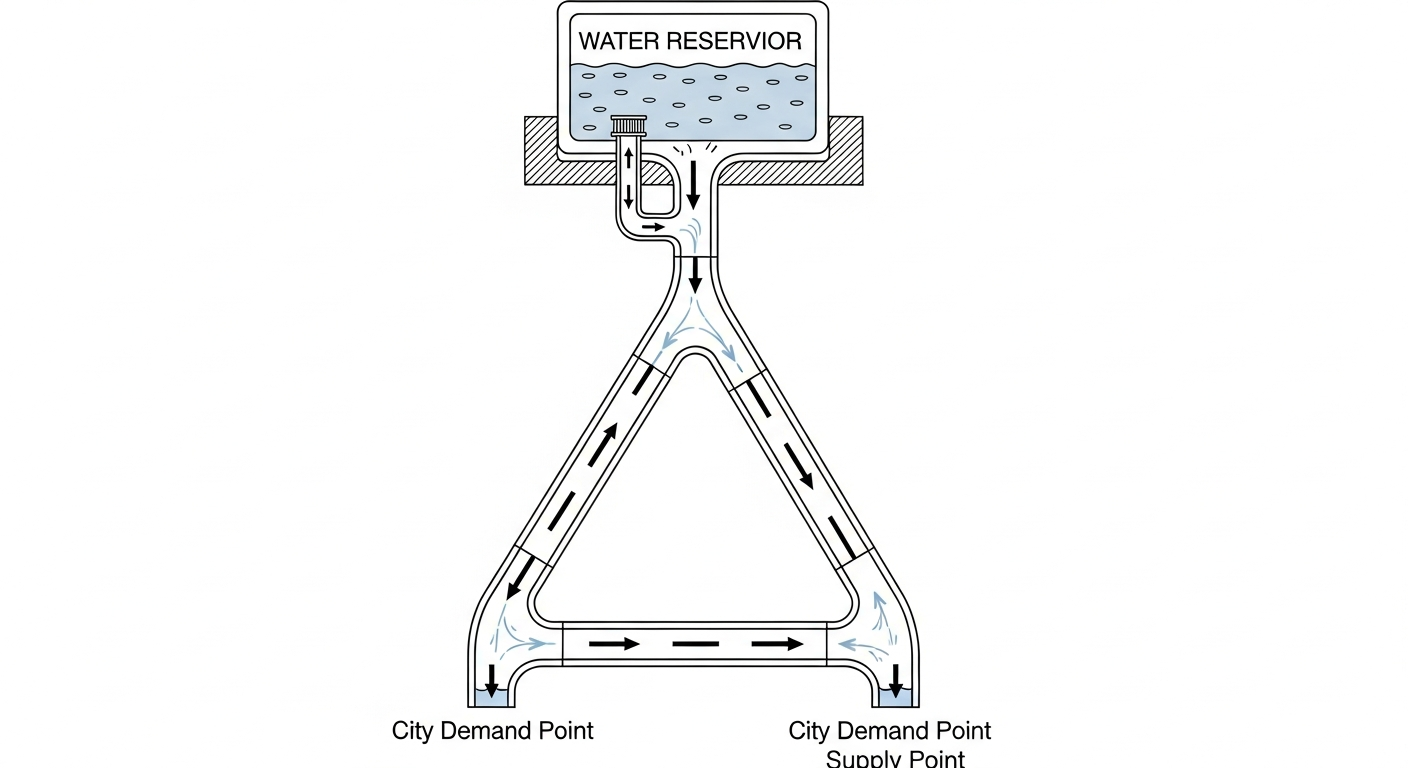 WATER RESERVIOR
City Demand Point
City Demand Point
Supply Point